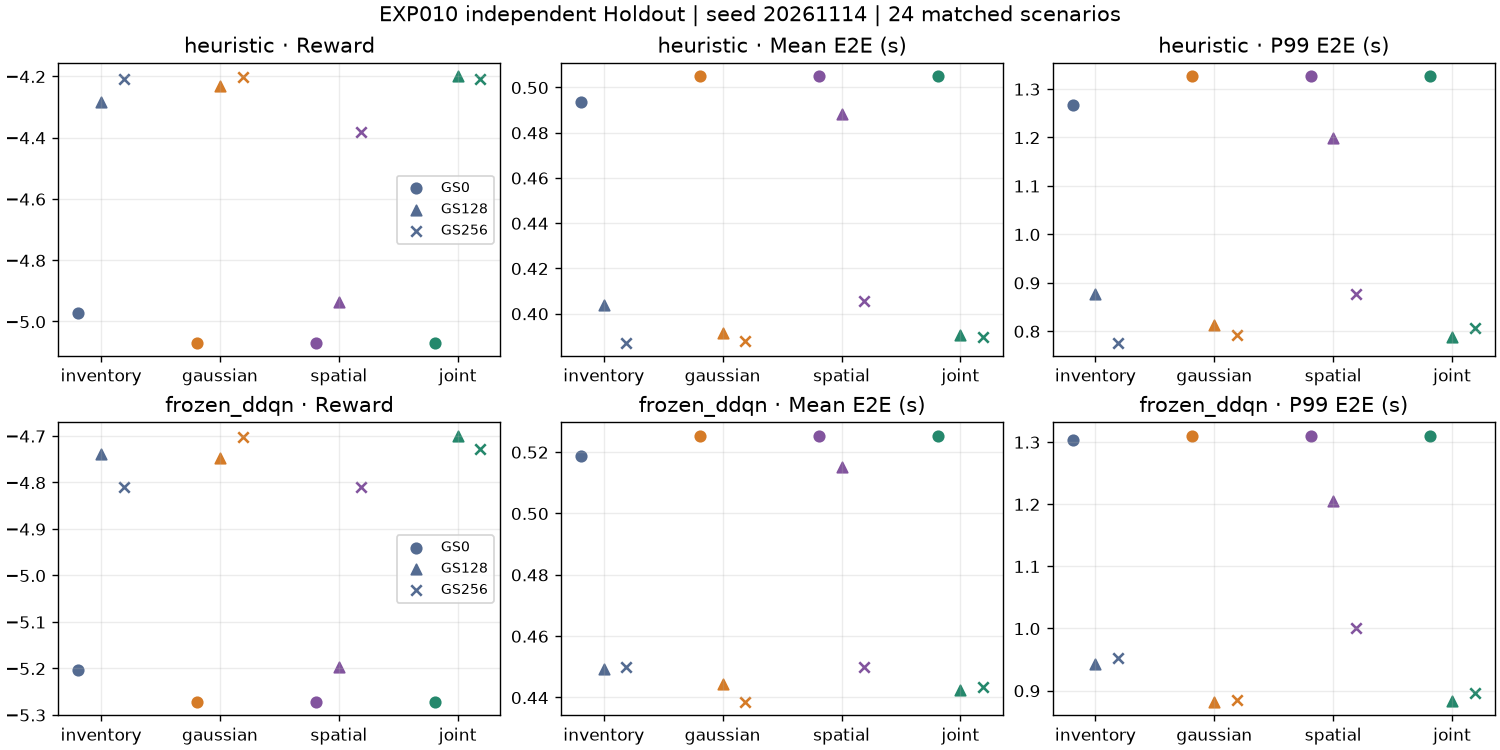 EXP010 independent Holdout | seed 20261114 | 24 matched scenarios
heuristic · Reward
−4.2
−4.4
−4.6
−4.8
−5.0
inventory gaussian spatial joint
GS0
GS128
GS256
heuristic · Mean E2E (s)
0.50
0.48
0.46
0.44
0.42
0.40
inventory gaussian spatial joint
heuristic · P99 E2E (s)
1.3
1.2
1.1
1.0
0.9
0.8
inventory gaussian spatial joint
frozen_ddqn · Reward
−4.7
−4.8
−4.9
−5.0
−5.1
−5.2
−5.3
inventory gaussian spatial joint
GS0
GS128
GS256
frozen_ddqn · Mean E2E (s)
0.52
0.50
0.48
0.46
0.44
inventory gaussian spatial joint
frozen_ddqn · P99 E2E (s)
1.3
1.2
1.1
1.0
0.9
inventory gaussian spatial joint